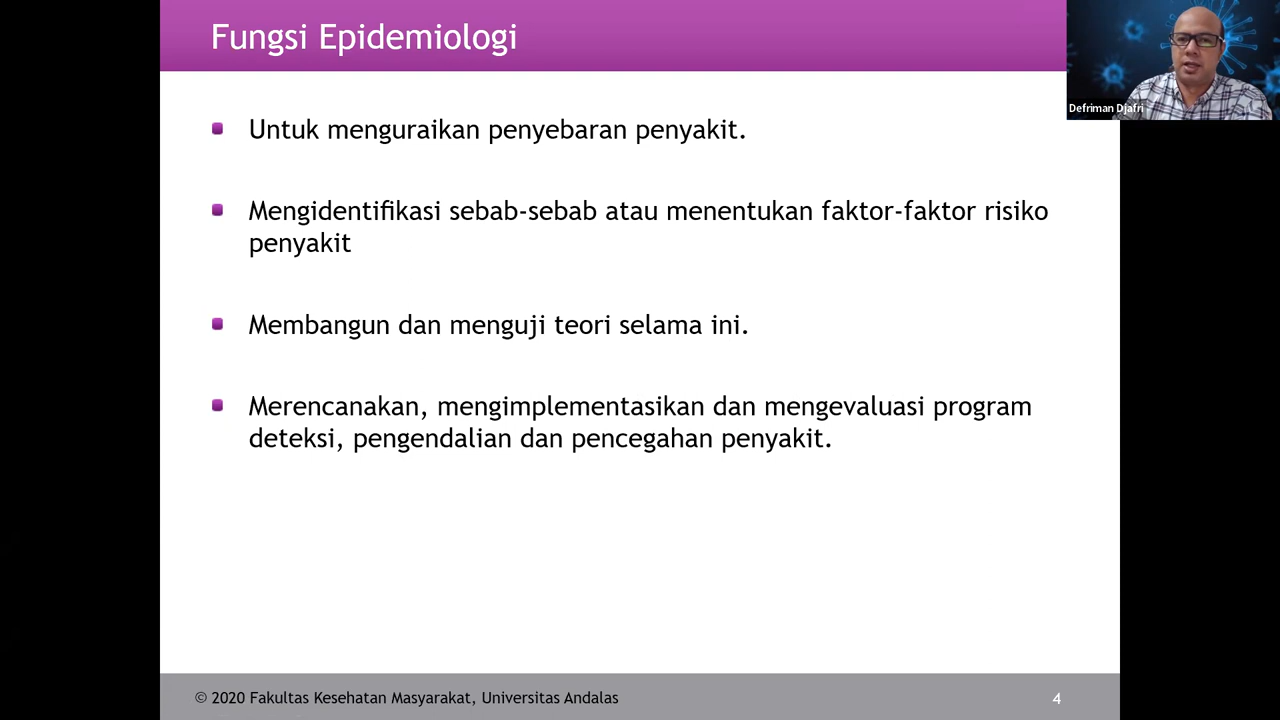 Fungsi Epidemiologi
Defriman Djafri
Untuk menguraikan penyebaran penyakit.
Mengidentifikasi sebab-sebab atau menentukan faktor-faktor risiko
penyakit
Membangun dan menguji teori selama ini.
Merencanakan, mengimplementasikan dan mengevaluasi program
deteksi, pengendalian dan pencegahan penyakit.
© 2020 Fakultas Kesehatan Masyarakat, Universitas Andalas
4